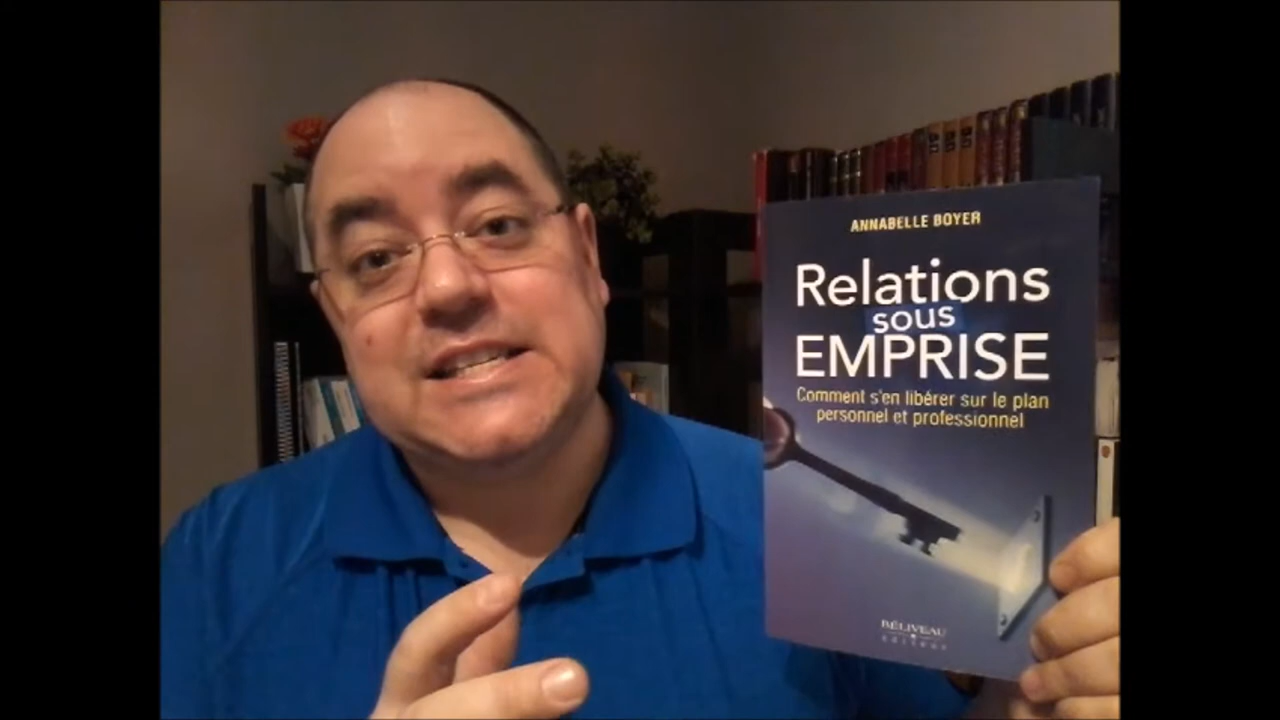 ANNABELLE BOYER
Relations
sous
EMPRISE
Comment s'en libérer sur le plan
personnel et professionnel
BÉLIVEAU
éditeur